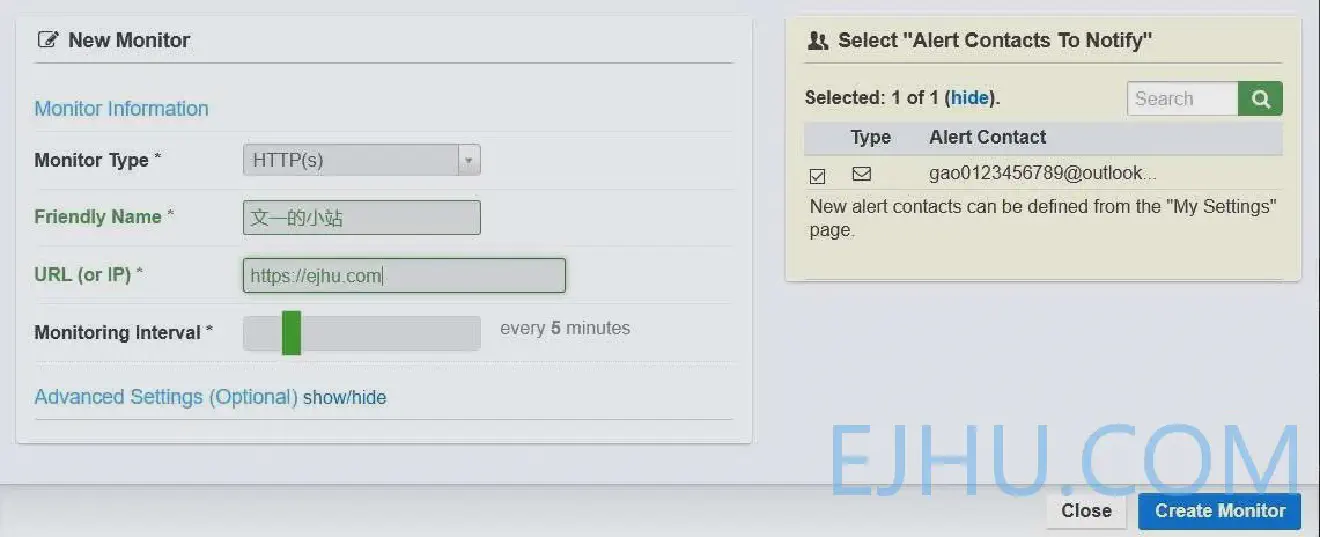 New Monitor
Monitor Information
Monitor Type *
HTTP(s)
Friendly Name *
文一的小站
URL (or IP) *
https://ejhu.com
Monitoring Interval *
every 5 minutes
Advanced Settings (Optional) show/hide
Select "Alert Contacts To Notify"
Selected: 1 of 1 (hide).
Search
Type Alert Contact
gao0123456789@outlook...
New alert contacts can be defined from the "My Settings"
page.
EJHU.COM
Close
Create Monitor